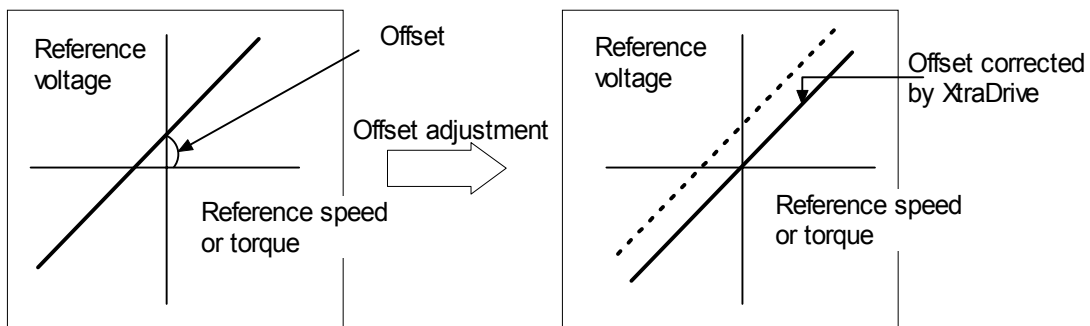 Reference
voltage
Offset
Reference speed
or torque
Offset adjustment
Reference
voltage
Offset corrected
by XtraDrive
Reference speed
or torque